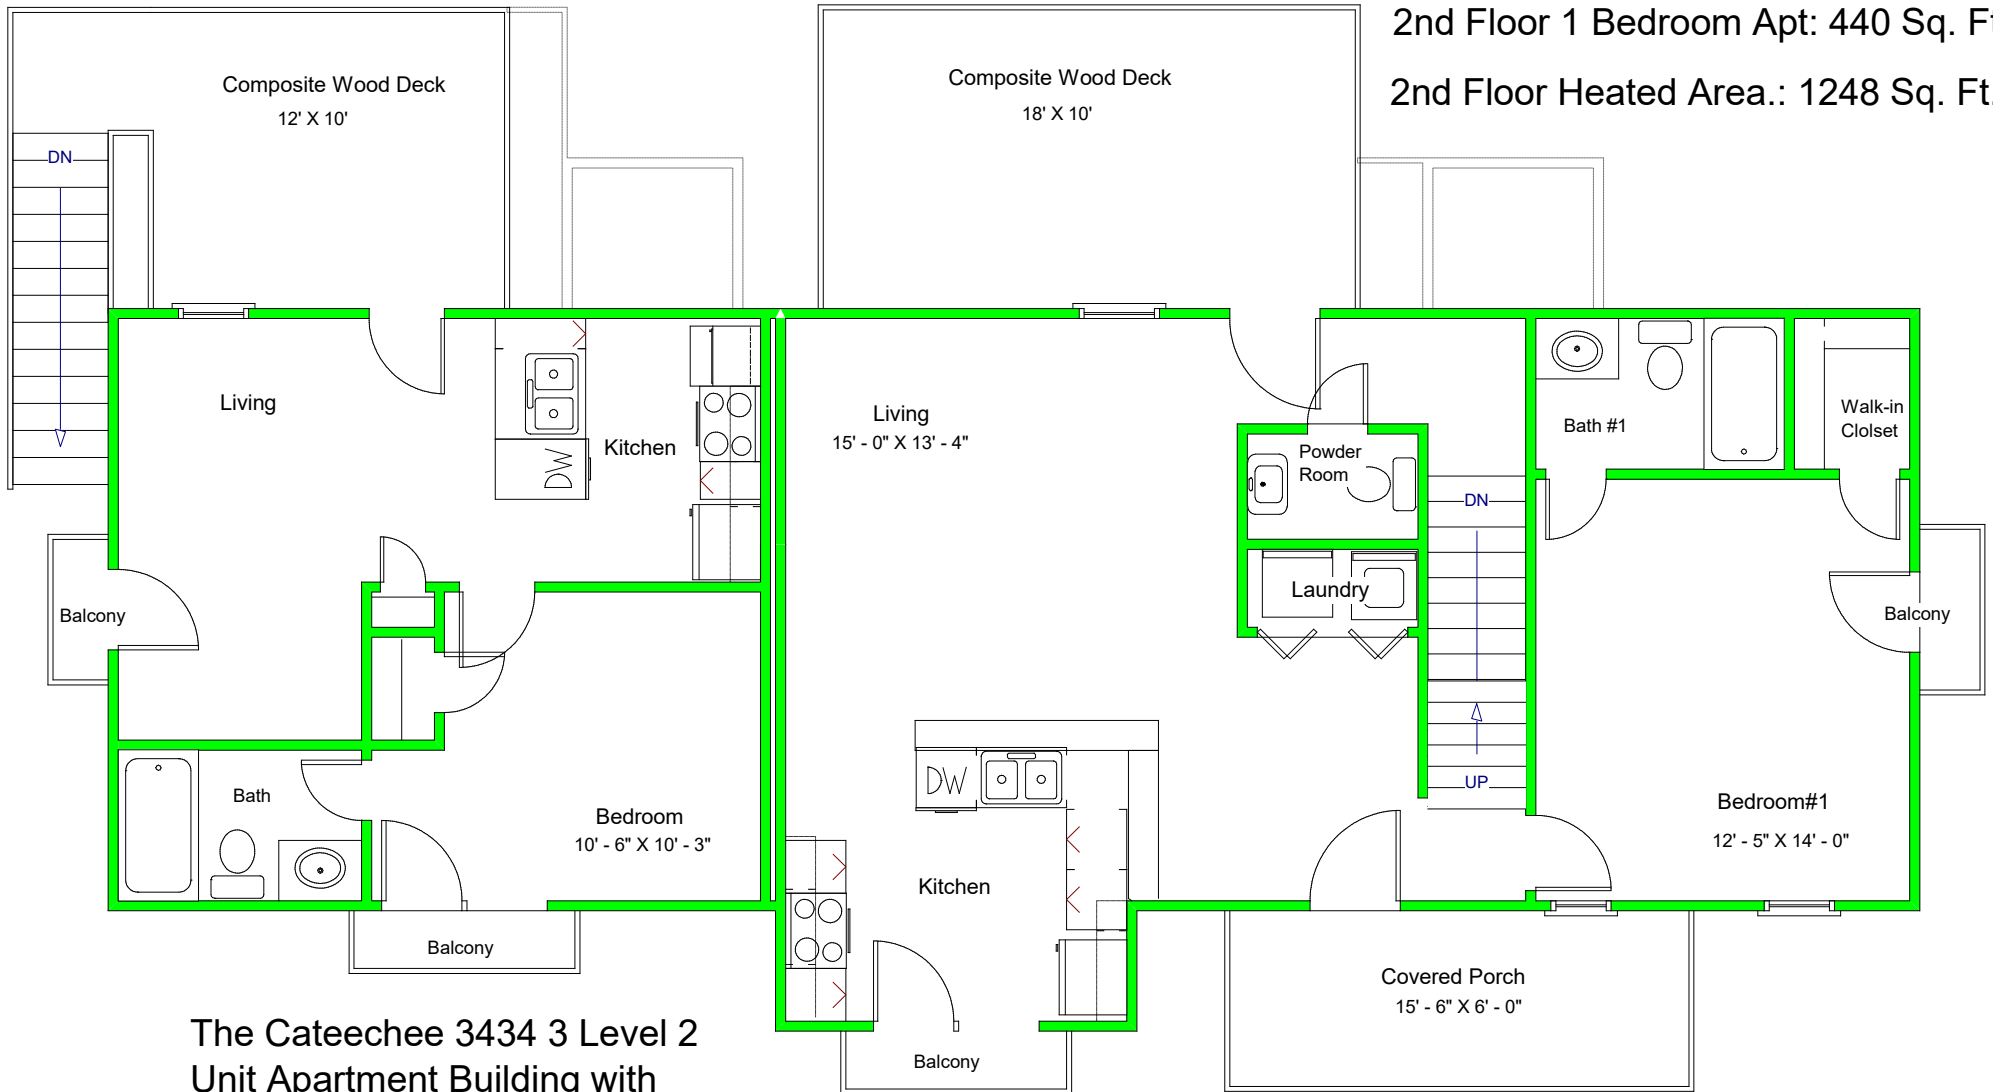 2nd Floor 1 Bedroom Apt: 440 Sq. Ft
2nd Floor Heated Area.: 1248 Sq. Ft.
Composite Wood Deck
12' X 10'
Composite Wood Deck
18' X 10'
DN
Living
Kitchen
DW
Living
15' - 0" X 13' - 4"
Powder
Room
Bath #1
Walk-in
Clolset
DN
Laundry
Balcony
Balcony
Bath
Bedroom
10' - 6" X 10' - 3"
DW
UP
Bedroom#1
12' - 5" X 14' - 0"
Kitchen
Balcony
Covered Porch
15' - 6" X 6' - 0"
Balcony
The Cateechee 3434 3 Level 2
Unit Apartment Building with